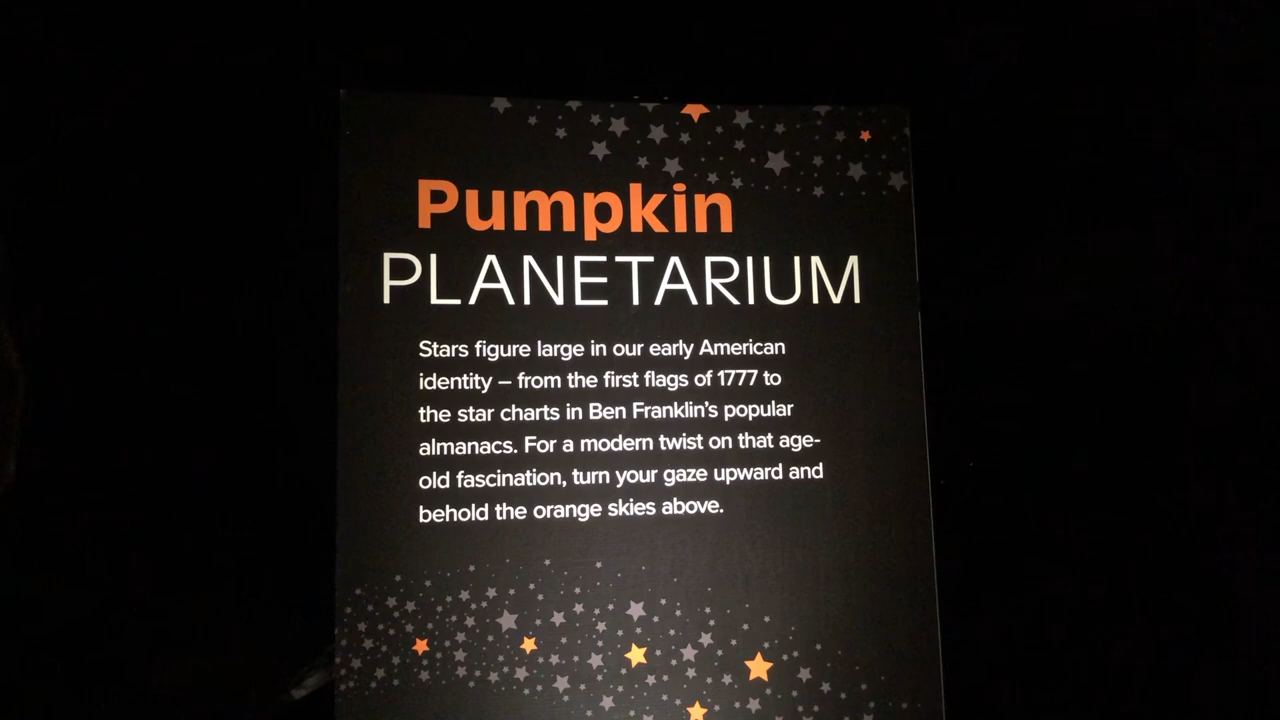 Pumpkin
PLANETARIUM
Stars figure large in our early American
identity – from the first flags of 1777 to
the star charts in Ben Franklin’s popular
almanacs. For a modern twist on that age-
old fascination, turn your gaze upward and
behold the orange skies above.